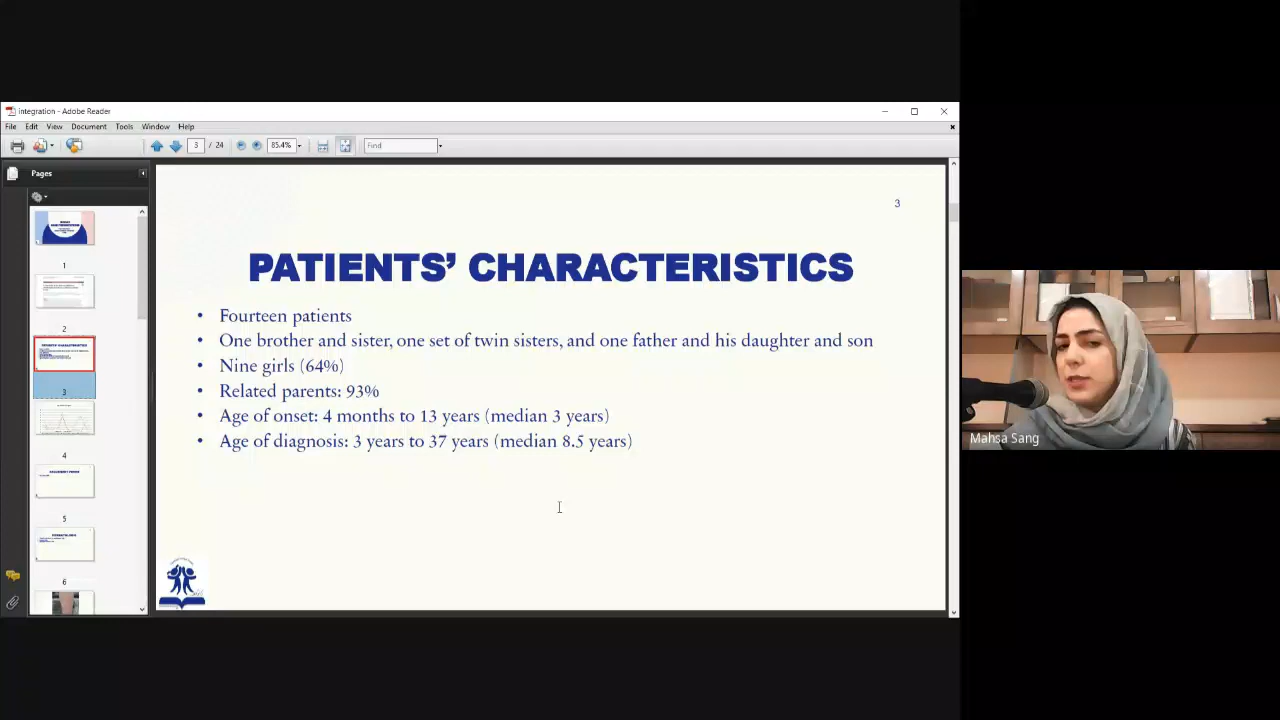 integration - Adobe Reader
File Edit View Document Tools Window Help
3 / 24 85.4% Find
Pages
1
2
3
4
5
6
3
PATIENTS' CHARACTERISTICS
• Fourteen patients
• One brother and sister, one set of twin sisters, and one father and his daughter and son
• Nine girls (64%)
• Related parents: 93%
• Age of onset: 4 months to 13 years (median 3 years)
• Age of diagnosis: 3 years to 37 years (median 8.5 years)
Mahsa Sang